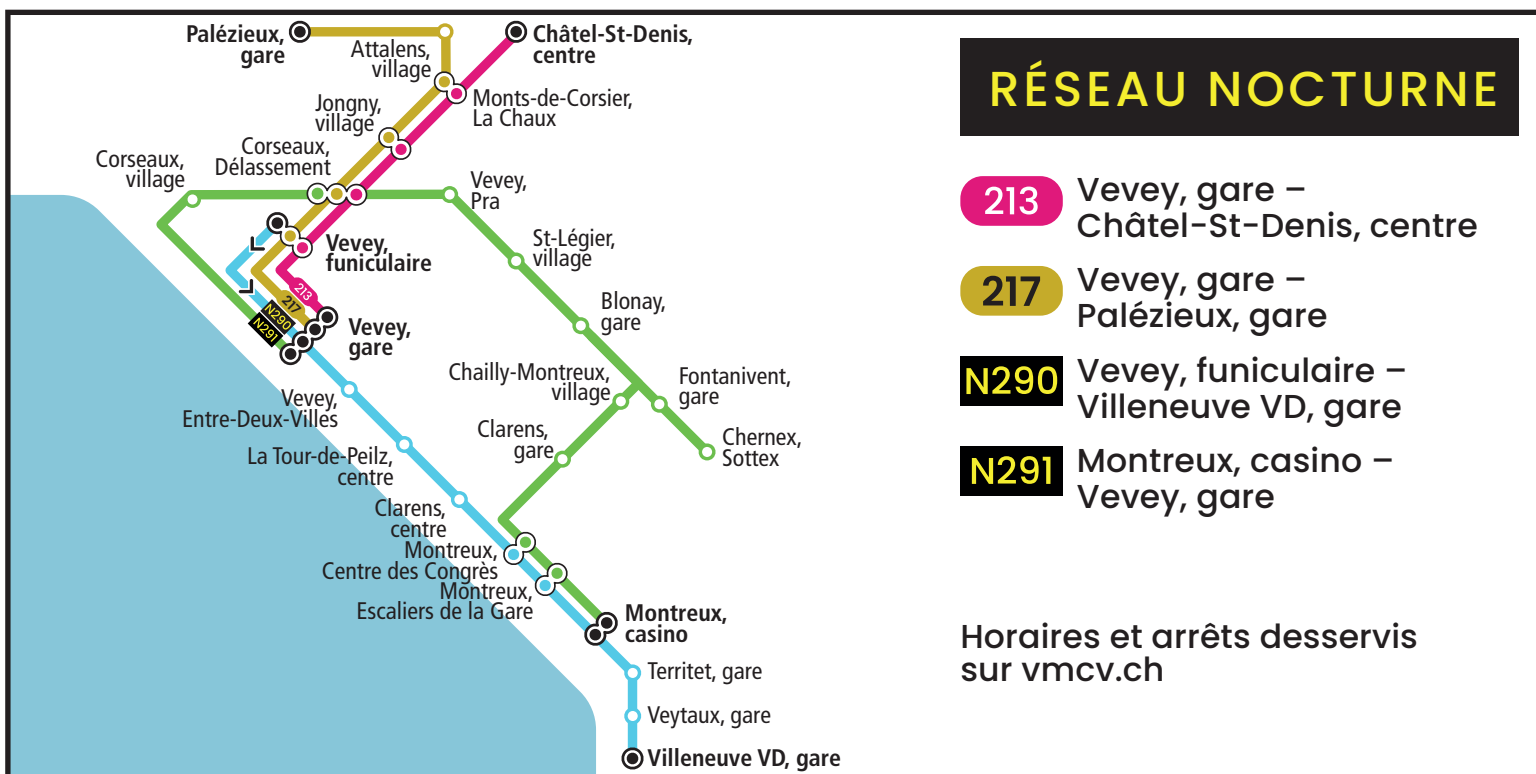 Palézieux,
gare
Attalens,
village
Châtel-St-Denis,
centre
Jongny,
village
Monts-de-Corsier,
La Chaux
Corseaux,
Délassement
Corseaux,
village
Vevey,
Pra
Vevey,
funiculaire
St-Légier,
village
213
217
N290
N291
Vevey,
gare
Blonay,
gare
Chailly-Montreux,
village
Fontanivent,
gare
Vevey,
Entre-Deux-Villes
Clarens,
gare
Chernex,
Sottex
La Tour-de-Peilz,
centre
Clarens,
centre
Montreux,
Centre des Congrès
Montreux,
Escaliers de la Gare
Montreux,
casino
Territet, gare
Veytaux, gare
Villeneuve VD, gare
RÉSEAU NOCTURNE
213
Vevey, gare –
Châtel-St-Denis, centre
217
Vevey, gare –
Palézieux, gare
N290
Vevey, funiculaire –
Villeneuve VD, gare
N291
Montreux, casino –
Vevey, gare
Horaires et arrêts desservis
sur vmcv.ch